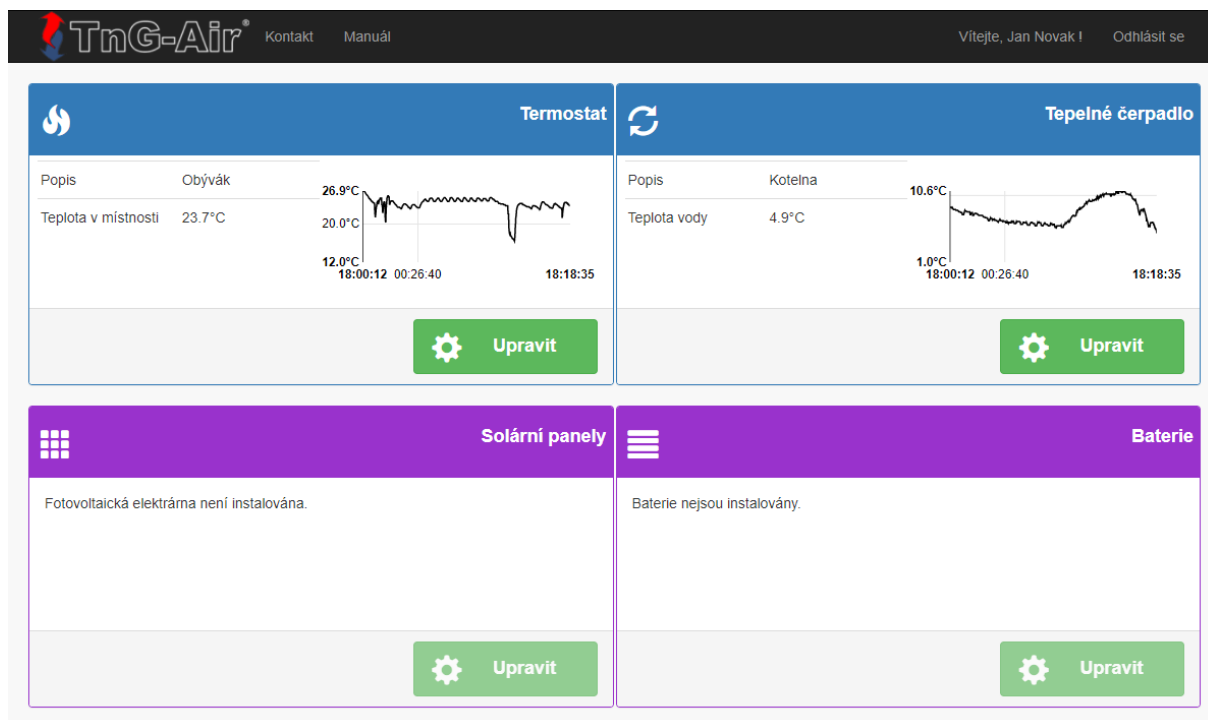 TnG-Air® Kontakt Manuál Vítejte, Jan Novak ! Odhlásit se
Termostat
Popis Obývák
Teplota v místnosti 23.7°C
26.9°C
20.0°C
12.0°C
18:00:12 00:26:40 18:18:35
Upravit
Tepelné čerpadlo
Popis Kotelna
Teplota vody 4.9°C
10.6°C
1.0°C
18:00:12 00:26:40 18:18:35
Upravit
Solární panely
Fotovoltaická elektrárna není instalována.
Upravit
Baterie
Baterie nejsou instalovány.
Upravit